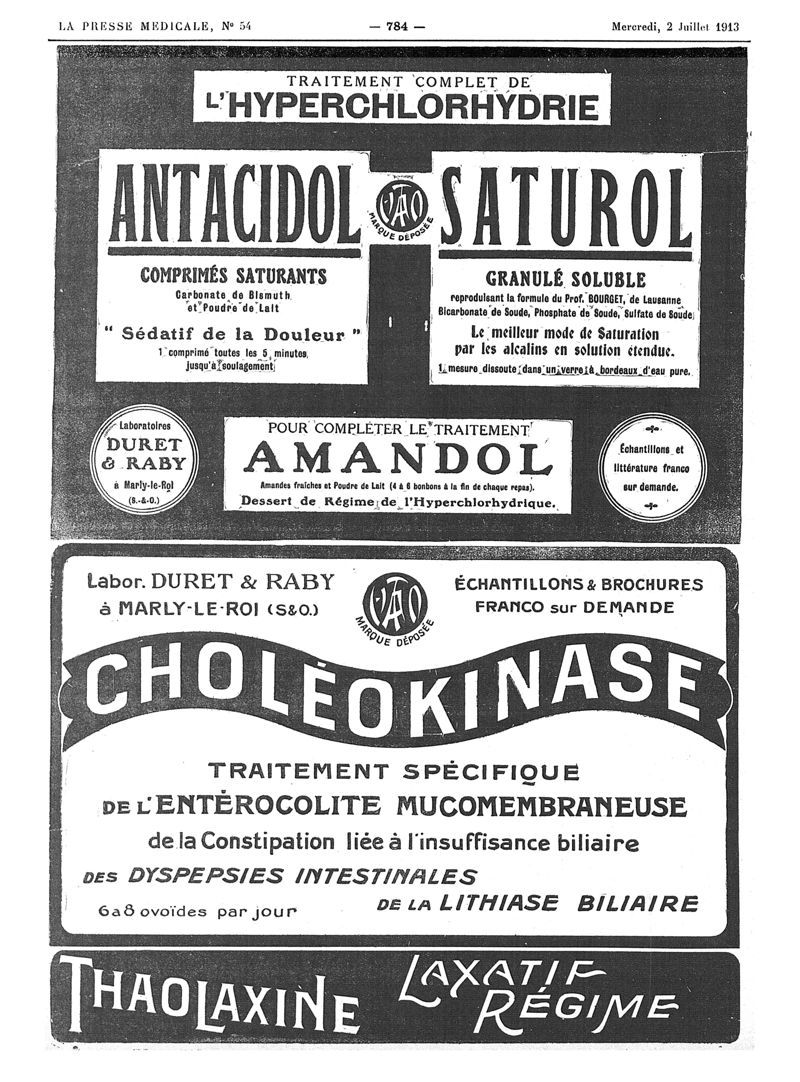 LA PRESSE MEDICALE, N° 54 — 784 — Mercredi, 2 Juillet 1913
TRAITEMENT COMPLET DE
L'HYPERCHLORHYDRIE
ANTACIDOL
COMPRIMÉS SATURANTS
Carbonate de Bismuth
et Poudre de Lait
“ Sédatif de la Douleur ”
1 comprimé toutes les 5 minutes,
jusqu'à soulagement
MARQUE DÉPOSÉE
SATUROL
GRANULÉ SOLUBLE
reproduisant la formule du Prof. BOURGET, de Lausanne
Bicarbonate de Soude, Phosphate de Soude, Sulfate de Soude
Le meilleur mode de Saturation
par les alcalins en solution étendue.
1 mesure dissoute dans un verre à bordeaux d'eau pure.
Laboratoires
DURET
& RABY
à Marly-le-Roi
(S.-&-O.)
POUR COMPLÉTER LE TRAITEMENT
AMANDOL
Amandes fraîches et Poudre de Lait (4 à 6 bonbons à la fin de chaque repas).
Dessert de Régime de l'Hyperchlorhydrique.
Échantillons et
littérature franco
sur demande.
Labor. DURET & RABY
à MARLY-LE-ROI (S&O.)
MARQUE DÉPOSÉE
ÉCHANTILLONS & BROCHURES
FRANCO sur DEMANDE
CHOLÉOKINASE
TRAITEMENT SPÉCIFIQUE
DE L'ENTÉROCOLITE MUCOMEMBRANEUSE
de la Constipation liée à l'insuffisance biliaire
DES DYSPEPSIES INTESTINALES
6 a 8 ovoïdes par jour
DE LA LITHIASE BILIAIRE
THAOLAXINE
LAXATIF
RÉGIME